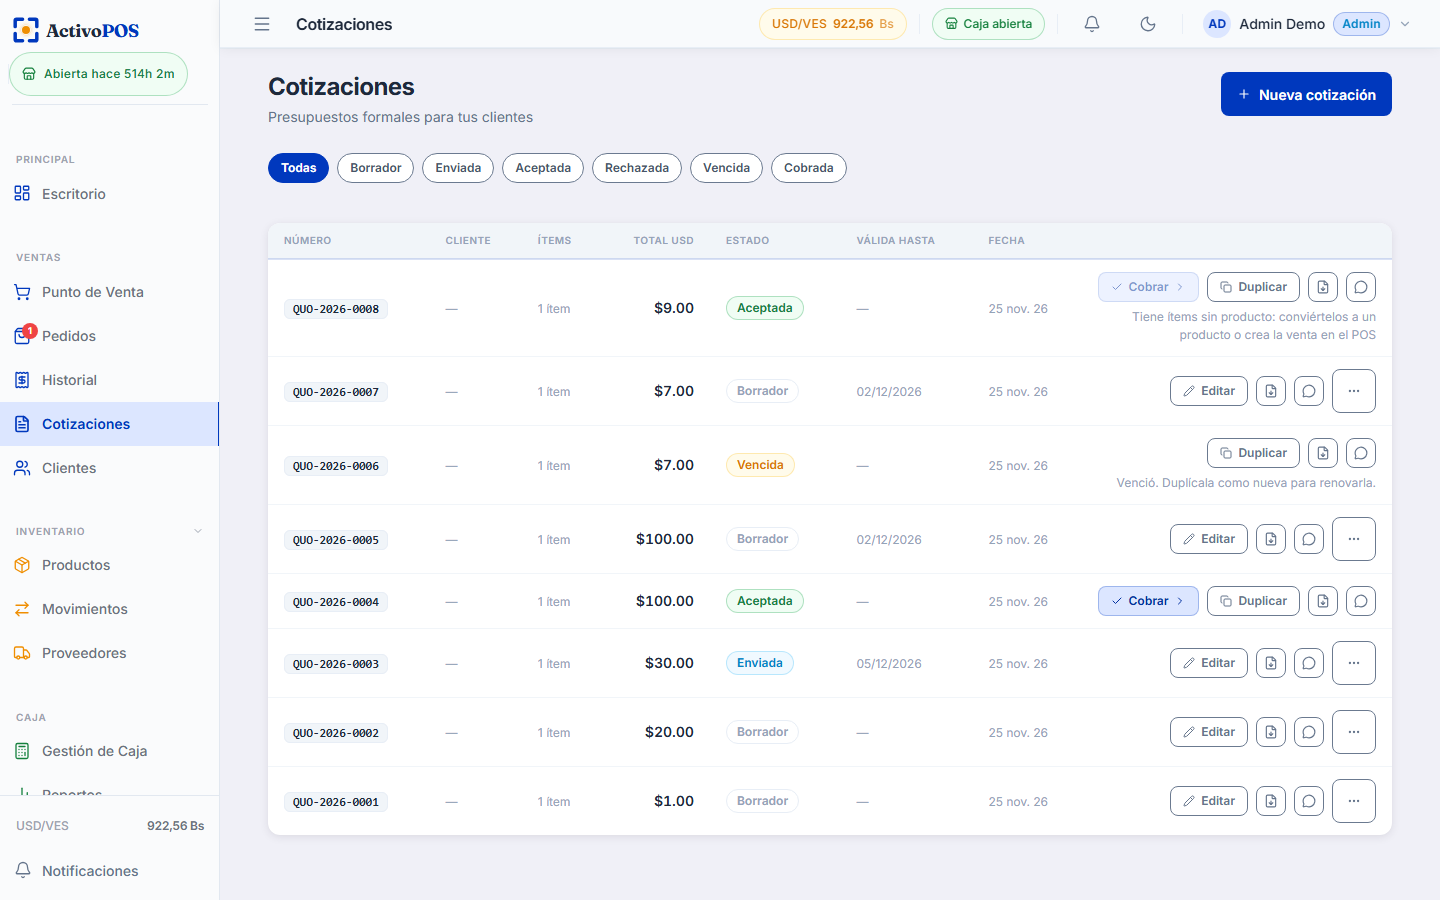 ActivoPOS
Abierta hace 514h 2m
PRINCIPAL
Escritorio
VENTAS
Punto de Venta
1
Pedidos
Historial
Cotizaciones
Clientes
INVENTARIO
Productos
Movimientos
Proveedores
CAJA
Gestión de Caja
Reportes
USD/VES 922,56 Bs
Notificaciones
Cotizaciones
USD/VES 922,56 Bs
Caja abierta
AD Admin Demo Admin
Cotizaciones
Presupuestos formales para tus clientes
+ Nueva cotización
Todas Borrador Enviada Aceptada Rechazada Vencida Cobrada
NÚMERO CLIENTE ÍTEMS TOTAL USD ESTADO VÁLIDA HASTA FECHA
QUO-2026-0008 — 1 ítem $9.00 Aceptada — 25 nov. 26 Cobrar Duplicar
Tiene ítems sin producto: conviértelos a un
producto o crea la venta en el POS
QUO-2026-0007 — 1 ítem $7.00 Borrador 02/12/2026 25 nov. 26 Editar ···
QUO-2026-0006 — 1 ítem $7.00 Vencida — 25 nov. 26 Duplicar
Venció. Duplícala como nueva para renovarla.
QUO-2026-0005 — 1 ítem $100.00 Borrador 02/12/2026 25 nov. 26 Editar ···
QUO-2026-0004 — 1 ítem $100.00 Aceptada — 25 nov. 26 Cobrar Duplicar
QUO-2026-0003 — 1 ítem $30.00 Enviada 05/12/2026 25 nov. 26 Editar ···
QUO-2026-0002 — 1 ítem $20.00 Borrador — 25 nov. 26 Editar ···
QUO-2026-0001 — 1 ítem $1.00 Borrador — 25 nov. 26 Editar ···